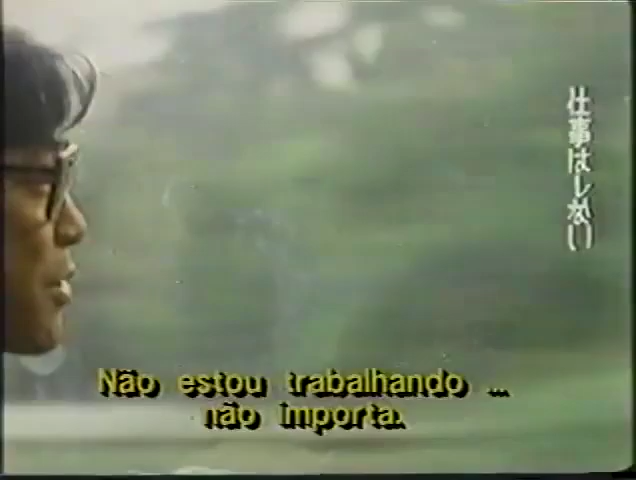 仕事はしない
Não estou trabalhando ...
não importa.